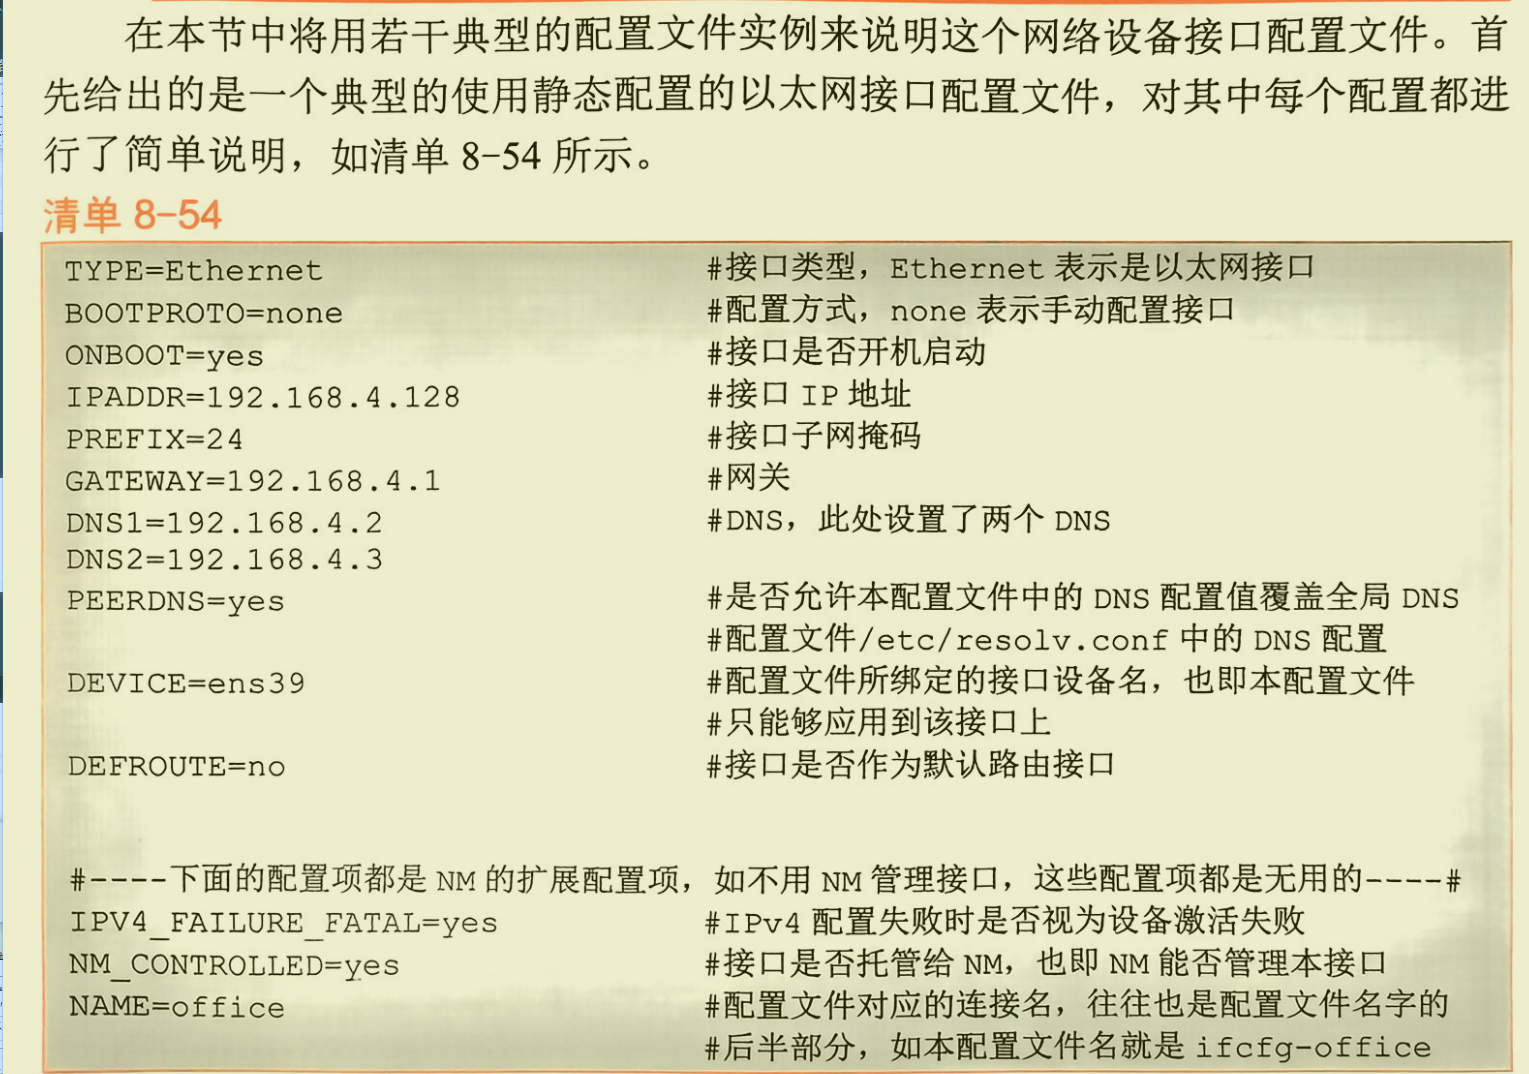 在本节中将用若干典型的配置文件实例来说明这个网络设备接口配置文件。首
先给出的是一个典型的使用静态配置的以太网接口配置文件，对其中每个配置都进
行了简单说明，如清单 8-54 所示。
清单 8-54
TYPE=Ethernet #接口类型，Ethernet 表示是以太网接口
BOOTPROTO=none #配置方式，none 表示手动配置接口
ONBOOT=yes #接口是否开机启动
IPADDR=192.168.4.128 #接口 IP 地址
PREFIX=24 #接口子网掩码
GATEWAY=192.168.4.1 #网关
DNS1=192.168.4.2 #DNS，此处设置了两个 DNS
DNS2=192.168.4.3
PEERDNS=yes #是否允许本配置文件中的 DNS 配置值覆盖全局 DNS
#配置文件/etc/resolv.conf 中的 DNS 配置
DEVICE=ens39 #配置文件所绑定的接口设备名，也即本配置文件
#只能够应用到该接口上
DEFROUTE=no #接口是否作为默认路由接口
#----下面的配置项都是 NM 的扩展配置项，如不用 NM 管理接口，这些配置项都是无用的----#
IPV4_FAILURE_FATAL=yes #IPv4 配置失败时是否视为设备激活失败
NM_CONTROLLED=yes #接口是否托管给 NM，也即 NM 能否管理本接口
NAME=office #配置文件对应的连接名，往往也是配置文件名字的
#后半部分，如本配置文件名就是 ifcfg-office